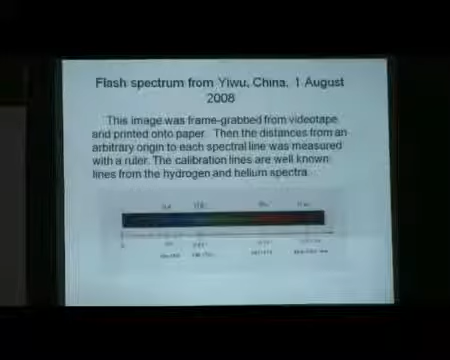 Flash spectrum from Yiwu, China, 1 August
2008
This image was frame-grabbed from videotape
and printed onto paper. Then the distances from an
arbitrary origin to each spectral line was measured
with a ruler. The calibration lines are well known
lines from the hydrogen and helium spectra.